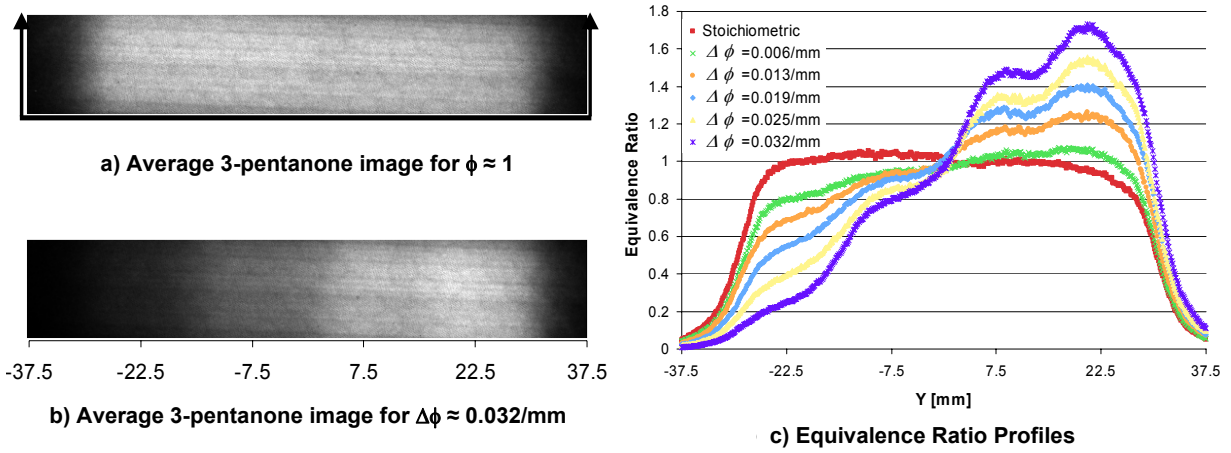 a) Average 3-pentanone image for ϕ ≈ 1
-37.5 -22.5 -7.5 7.5 22.5 37.5
b) Average 3-pentanone image for Δϕ ≈ 0.032/mm
1.8
1.6
1.4
1.2
1
0.8
0.6
0.4
0.2
0
Equivalence Ratio
Stoichiometric
Δ ϕ =0.006/mm
Δ ϕ =0.013/mm
Δ ϕ =0.019/mm
Δ ϕ =0.025/mm
Δ ϕ =0.032/mm
-37.5 -22.5 -7.5 7.5 22.5 37.5
Y [mm]
c) Equivalence Ratio Profiles